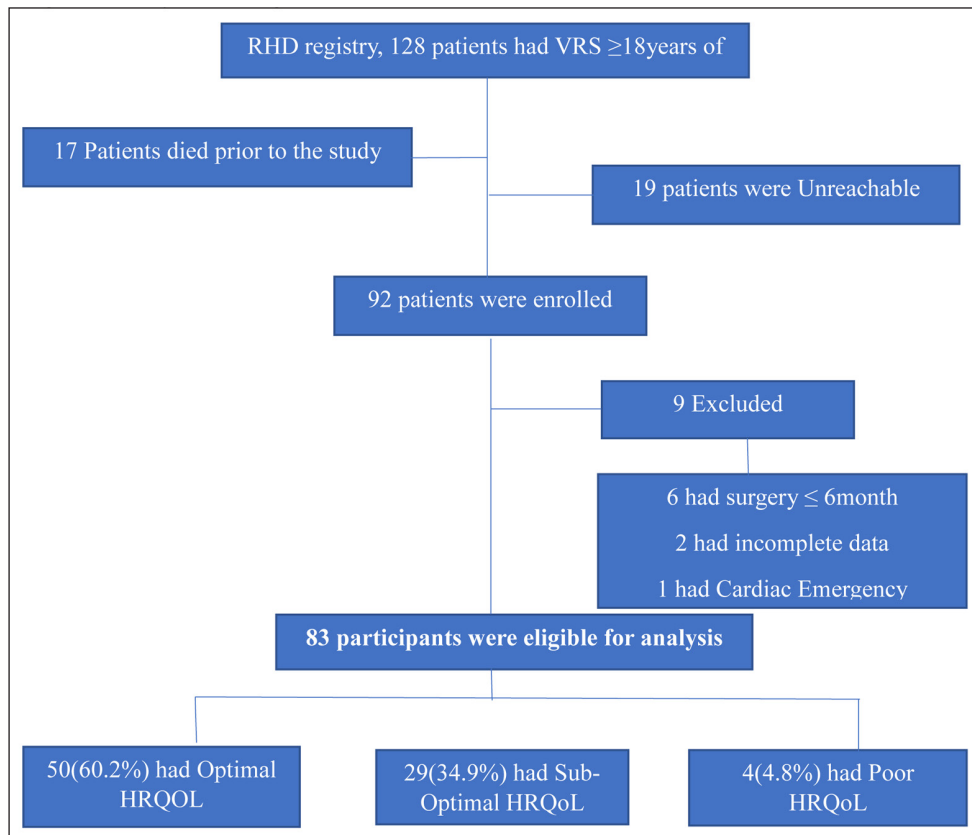 RHD registry, 128 patients had VRS ≥18years of
17 Patients died prior to the study
19 patients were Unreachable
92 patients were enrolled
9 Excluded
6 had surgery ≤ 6month
2 had incomplete data
1 had Cardiac Emergency
83 participants were eligible for analysis
50(60.2%) had Optimal
HRQOL
29(34.9%) had Sub-
Optimal HRQoL
4(4.8%) had Poor
HRQoL